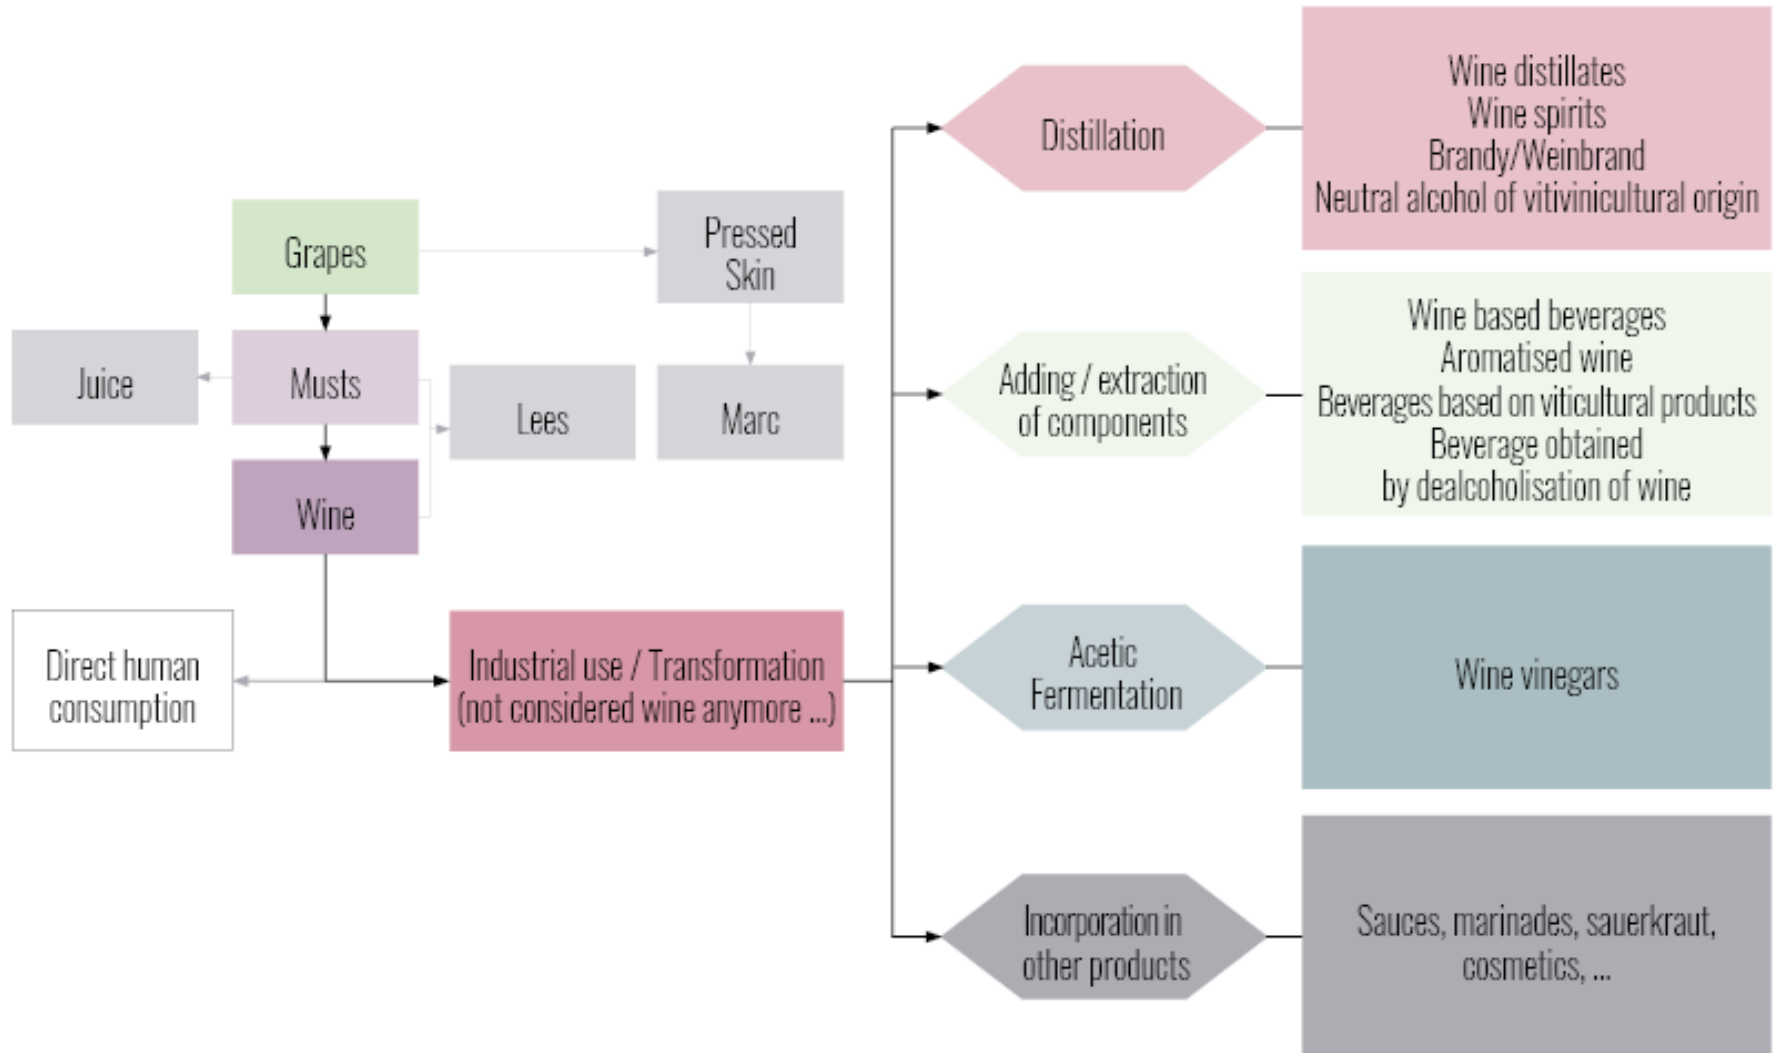 Grapes
Pressed
Skin
Juice
Musts
Lees
Marc
Wine
Direct human
consumption
Industrial use / Transformation
(not considered wine anymore ...)
Distillation
Wine distillates
Wine spirits
Brandy/Weinbrand
Neutral alcohol of vitivinicultural origin
Adding / extraction
of components
Wine based beverages
Aromatised wine
Beverages based on viticultural products
Beverage obtained
by dealcoholisation of wine
Acetic
Fermentation
Wine vinegars
Incorporation in
other products
Sauces, marinades, sauerkraut,
cosmetics, ...